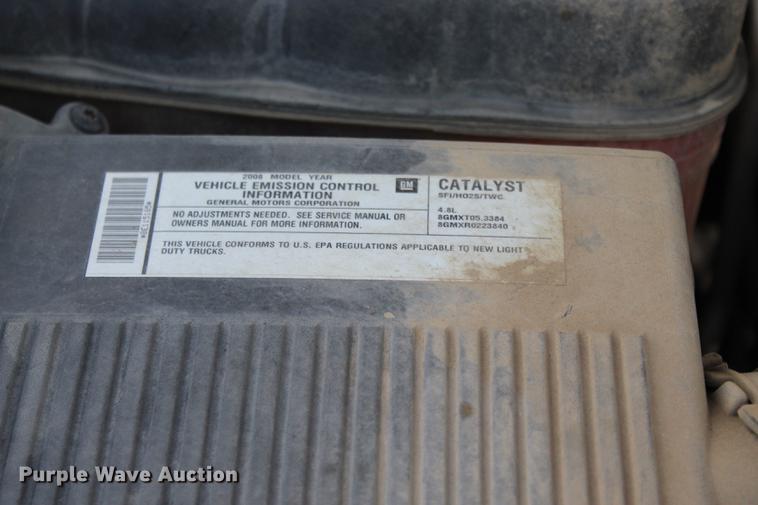 2008 MODEL YEAR
VEHICLE EMISSION CONTROL
INFORMATION
GENERAL MOTORS CORPORATION
GM
NO ADJUSTMENTS NEEDED. SEE SERVICE MANUAL OR
OWNERS MANUAL FOR MORE INFORMATION.
CATALYST
SFI/HO2S/TWC
4.8L
8GMXT05.3384
8GMXR0223840
THIS VEHICLE CONFORMS TO U.S. EPA REGULATIONS APPLICABLE TO NEW LIGHT
DUTY TRUCKS.
Purple Wave Auction